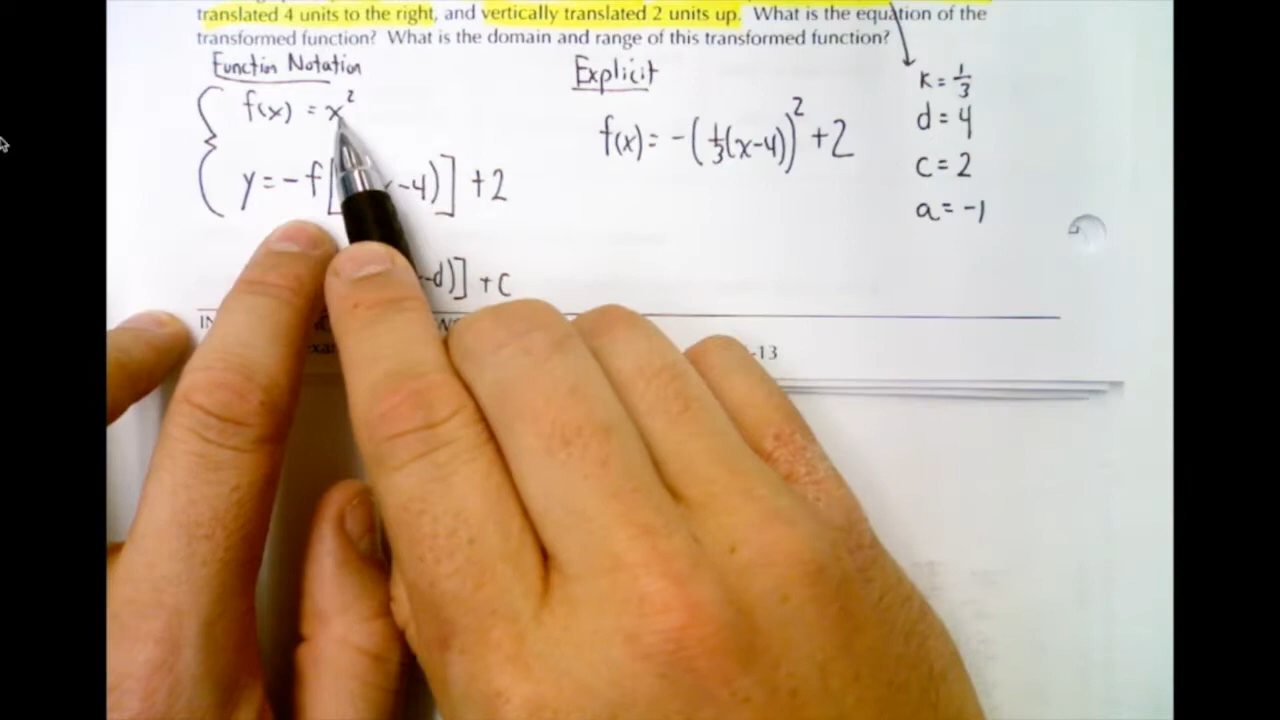 translated 4 units to the right, and vertically translated 2 units up. What is the equation of the
transformed function? What is the domain and range of this transformed function?
Function Notation
f(x) = x²
y = -f[ -4)] + 2
-d)] + c
Explicit
f(x) = -(1/3(x-4))² + 2
k = 1/3
d = 4
c = 2
a = -1
IN
13